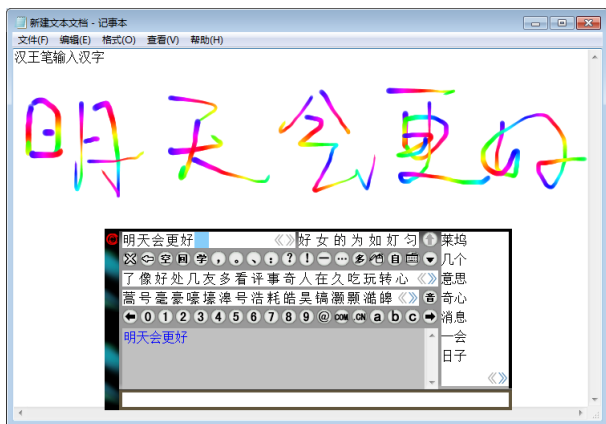 新建文本文档 - 记事本
文件(F) 编辑(E) 格式(O) 查看(V) 帮助(H)
汉王笔输入汉字
明天会更好
明天会更好 《》好女的为如灯匀 莱坞
空回学,。、:?!一…多自 几个
了像好处几友多看评事奇人在久吃玩转心《》意思
蒿号毫豪嚎壕滜号浩耗皓昊镐灏颢澔皞《》音 奇心
0 1 2 3 4 5 6 7 8 9 @ COM .CN a b c 消息
明天会更好 一会
日子
《》